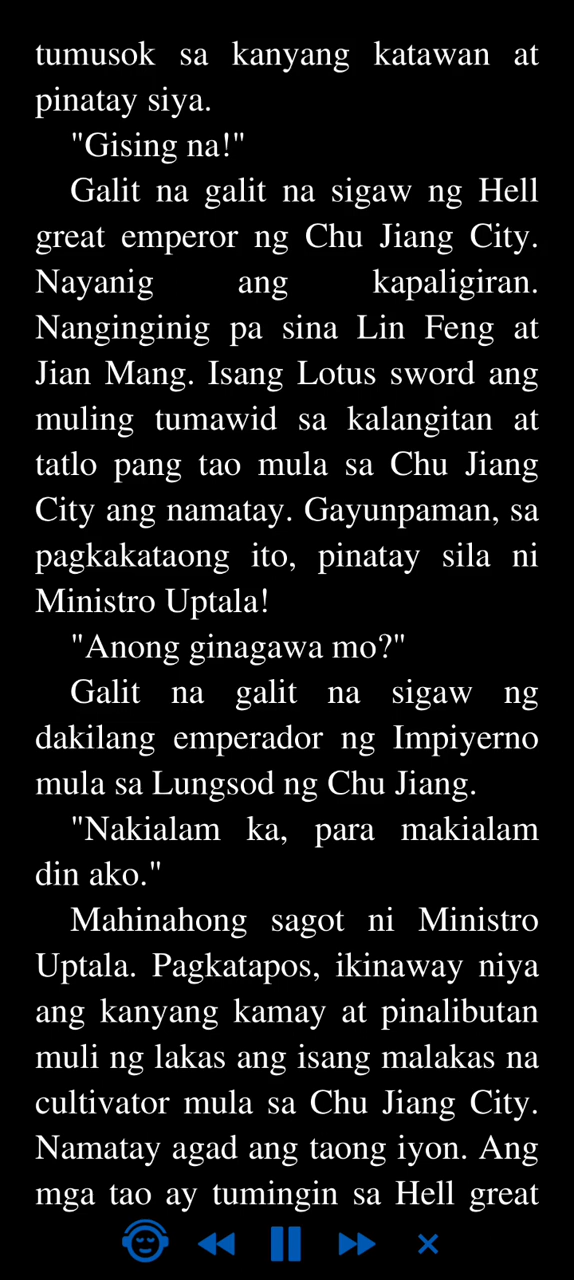 tumusok sa kanyang katawan at
pinatay siya.
"Gising na!"
Galit na galit na sigaw ng Hell
great emperor ng Chu Jiang City.
Nayanig ang kapaligiran.
Nanginginig pa sina Lin Feng at
Jian Mang. Isang Lotus sword ang
muling tumawid sa kalangitan at
tatlo pang tao mula sa Chu Jiang
City ang namatay. Gayunpaman, sa
pagkakataong ito, pinatay sila ni
Ministro Uptala!
"Anong ginagawa mo?"
Galit na galit na sigaw ng
dakilang emperador ng Impiyerno
mula sa Lungsod ng Chu Jiang.
"Nakialam ka, para makialam
din ako."
Mahinahong sagot ni Ministro
Uptala. Pagkatapos, ikinaway niya
ang kanyang kamay at pinalibutan
muli ng lakas ang isang malakas na
cultivator mula sa Chu Jiang City.
Namatay agad ang taong iyon. Ang
mga tao ay tumingin sa Hell great